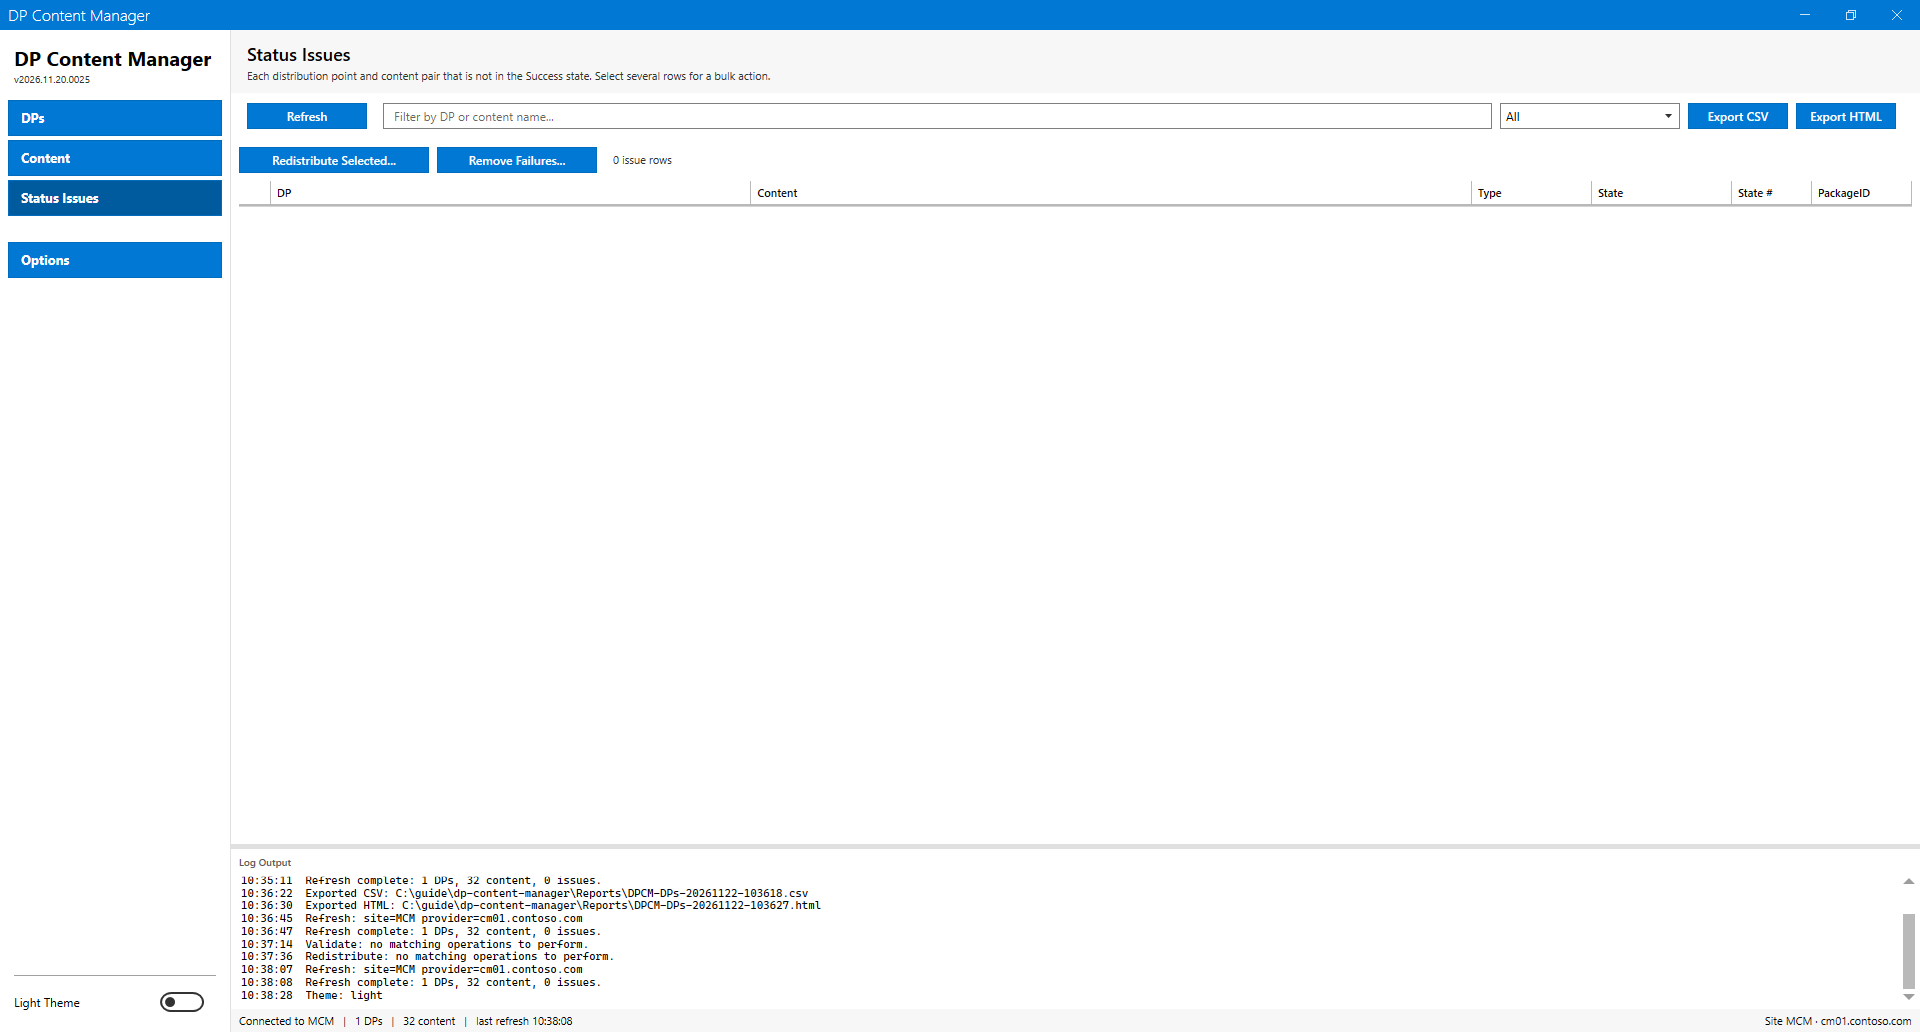 DP Content Manager
DP Content Manager
v2026.11.20.0025
DPs
Content
Status Issues
Options
Light Theme
Status Issues
Each distribution point and content pair that is not in the Success state. Select several rows for a bulk action.
Refresh
Filter by DP or content name...
All
Export CSV
Export HTML
Redistribute Selected...
Remove Failures...
0 issue rows
DP
Content
Type
State
State #
PackageID
Log Output
10:35:11 Refresh complete: 1 DPs, 32 content, 0 issues.
10:36:22 Exported CSV: C:\guide\dp-content-manager\Reports\DPCM-DPs-20261122-103618.csv
10:36:30 Exported HTML: C:\guide\dp-content-manager\Reports\DPCM-DPs-20261122-103627.html
10:36:45 Refresh: site=MCM provider=cm01.contoso.com
10:36:47 Refresh complete: 1 DPs, 32 content, 0 issues.
10:37:14 Validate: no matching operations to perform.
10:37:36 Redistribute: no matching operations to perform.
10:38:07 Refresh: site=MCM provider=cm01.contoso.com
10:38:08 Refresh complete: 1 DPs, 32 content, 0 issues.
10:38:28 Theme: light
Connected to MCM | 1 DPs | 32 content | last refresh 10:38:08
Site MCM · cm01.contoso.com